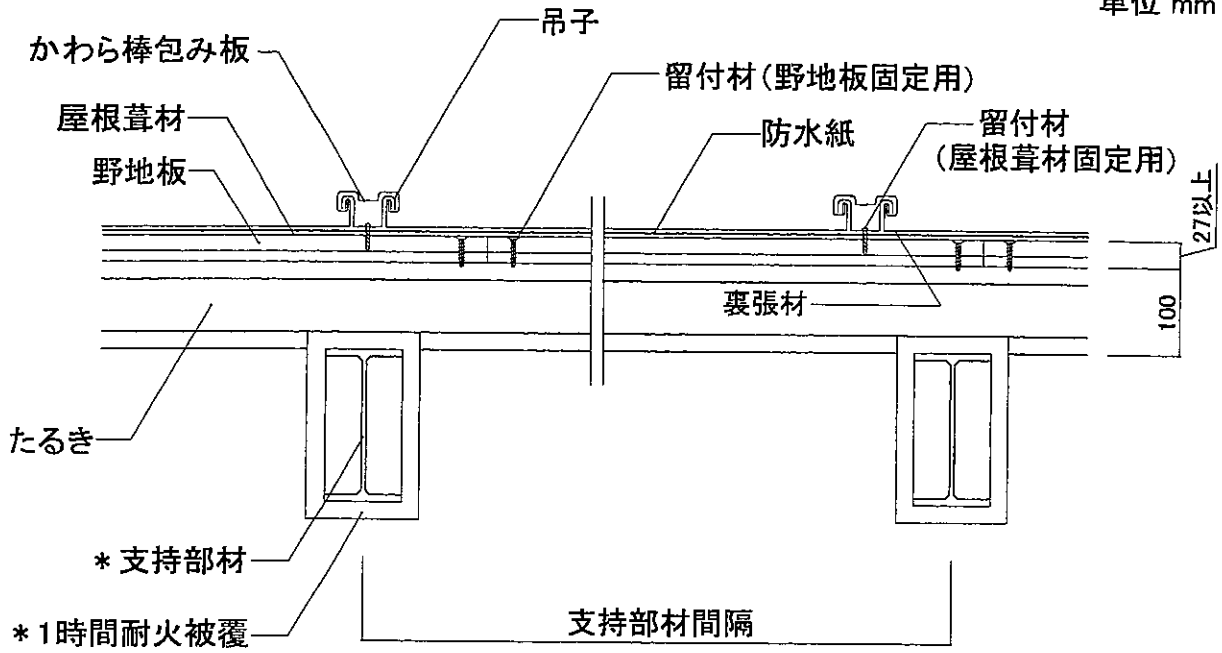 単位 mm
吊子
かわら棒包み板
留付材(野地板固定用)
屋根葺材
防水紙
留付材
(屋根葺材固定用)
野地板
27以上
裏張材
100
たるき
*支持部材
支持部材間隔
*1時間耐火被覆